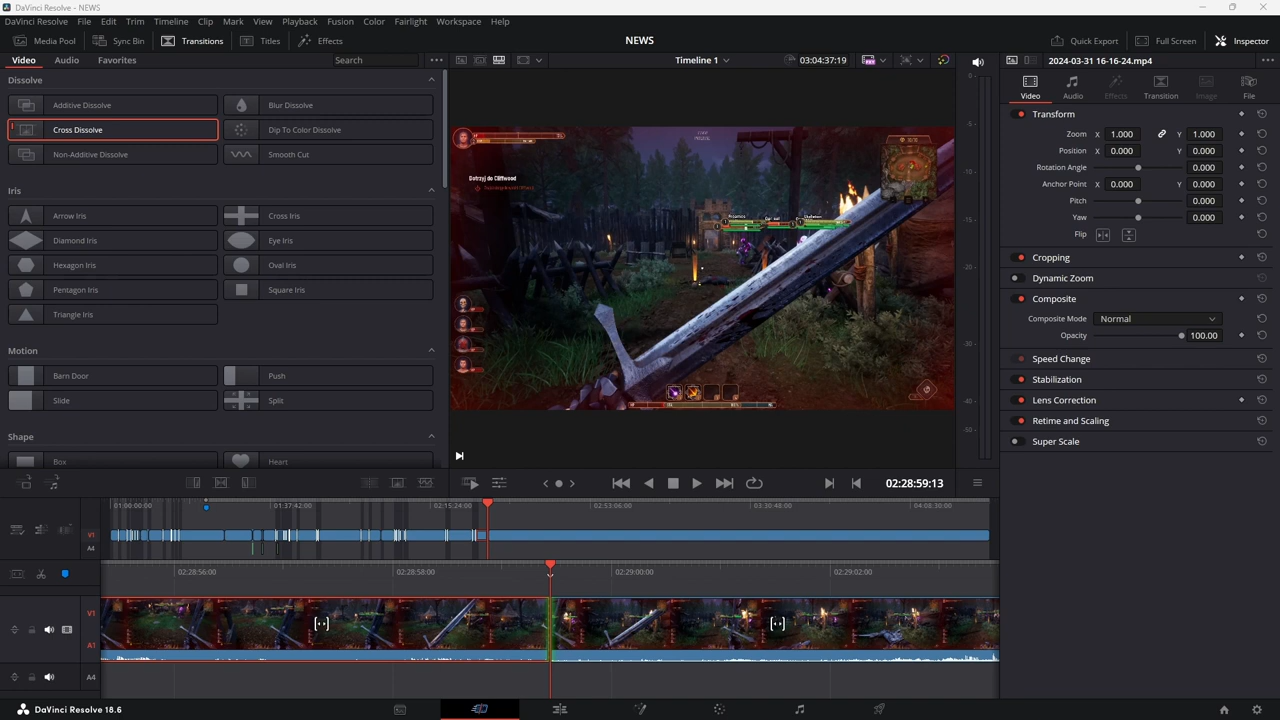 DaVinci Resolve - NEWS
DaVinci Resolve File Edit Trim Timeline Clip Mark View Playback Fusion Color Fairlight Workspace Help
Media Pool Sync Bin Transitions Titles Effects NEWS Quick Export Full Screen Inspector
Video Audio Favorites Search Timeline 1 03:04:37:19 2024-03-31 16-16-24.mp4
Dissolve
Additive Dissolve Blur Dissolve
Cross Dissolve Dip To Color Dissolve
Non-Additive Dissolve Smooth Cut
Iris
Arrow Iris Cross Iris
Diamond Iris Eye Iris
Hexagon Iris Oval Iris
Pentagon Iris Square Iris
Triangle Iris
Motion
Barn Door Push
Slide Split
Shape
Box Heart
Dotrzyj do Cliffwood
0
-5
-10
-15
-20
-30
-40
-50
Video Audio Effects Transition Image File
Transform
Zoom X 1.000 Y 1.000
Position X 0.000 Y 0.000
Rotation Angle 0.000
Anchor Point X 0.000 Y 0.000
Pitch 0.000
Yaw 0.000
Flip
Cropping
Dynamic Zoom
Composite
Composite Mode Normal
Opacity 100.00
Speed Change
Stabilization
Lens Correction
Retime and Scaling
Super Scale
02:28:59:13
01:00:00:00 01:37:42:00 02:15:24:00 02:53:06:00 03:30:48:00 04:08:30:00
V1
A4
02:28:56:00 02:28:58:00 02:29:00:00 02:29:02:00
V1
A1
A4
DaVinci Resolve 18.6